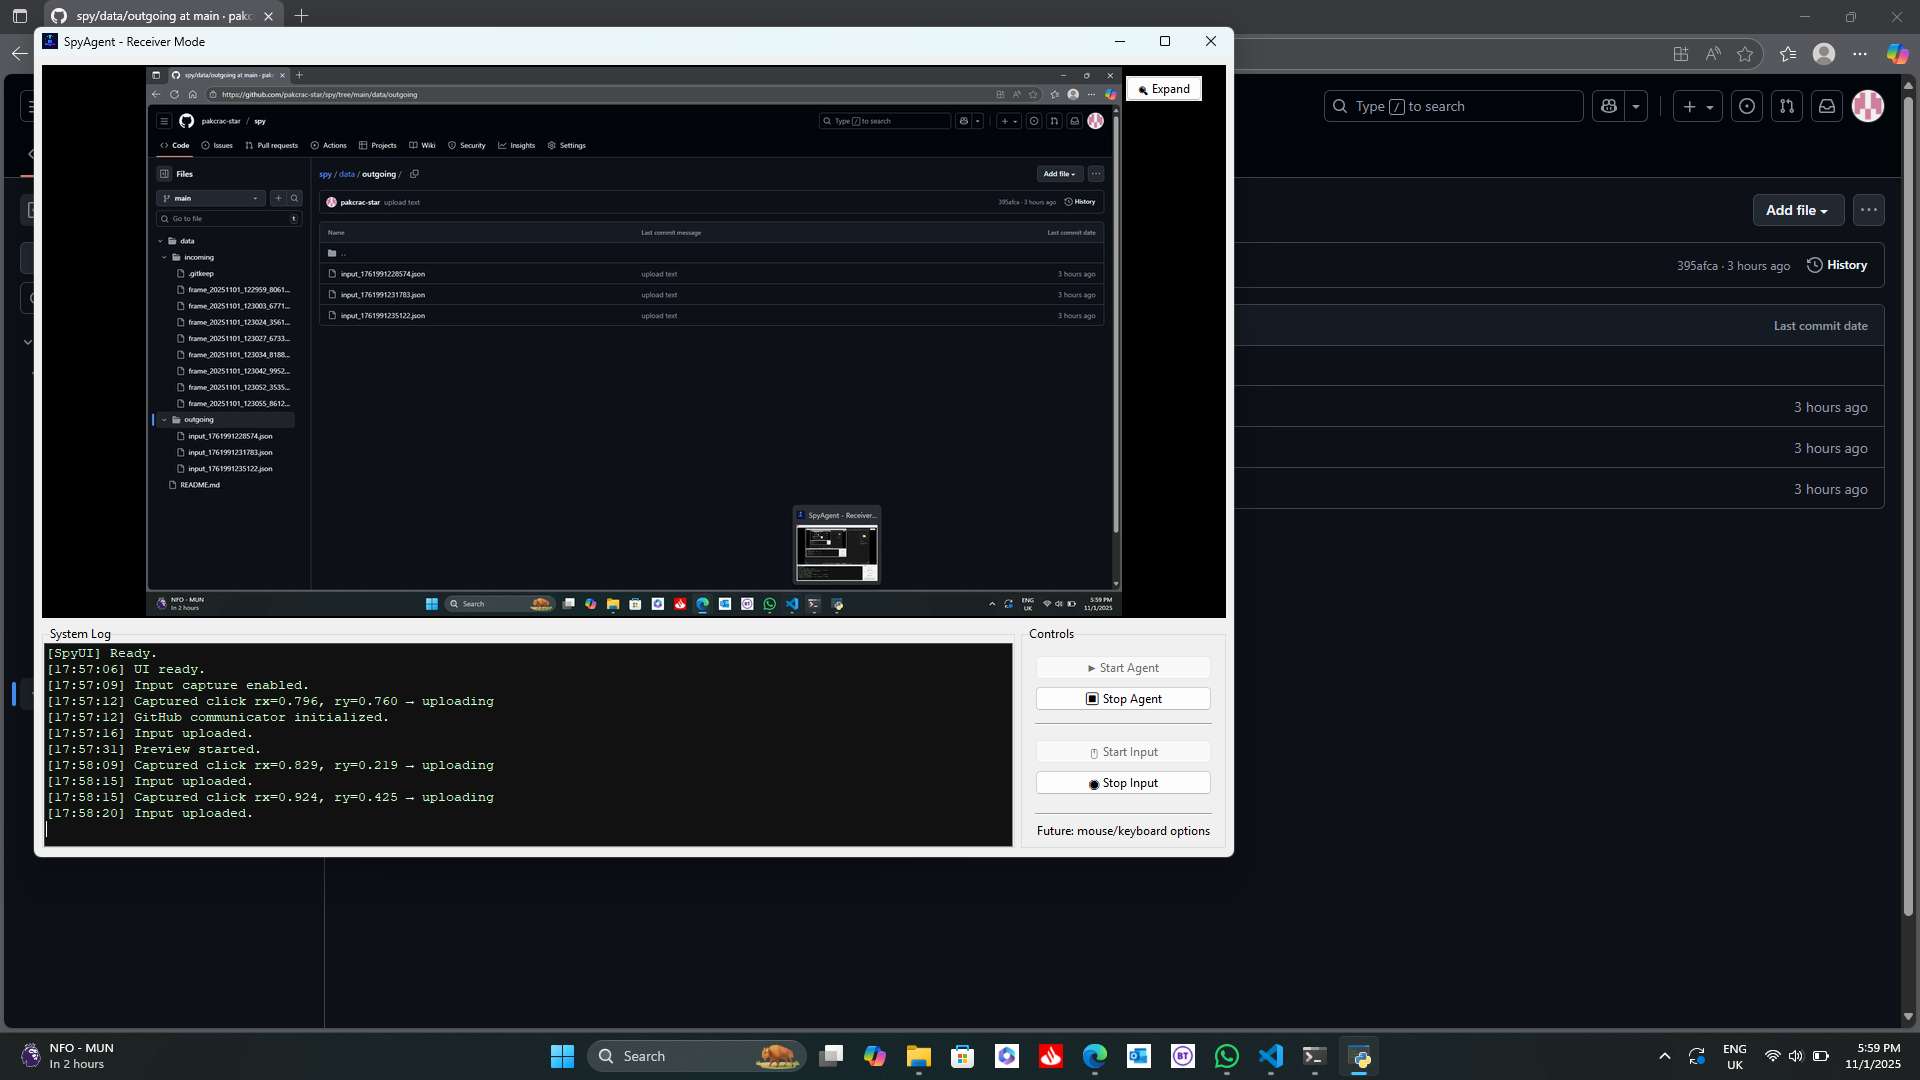 spy/data/outgoing at main · pakc
SpyAgent - Receiver Mode
spy/data/outgoing at main · pak
https://github.com/pakcrac-star/spy/tree/main/data/outgoing
Expand
pakcrac-star / spy
Type / to search
Code
Issues
Pull requests
Actions
Projects
Wiki
Security
Insights
Settings
Files
spy / data / outgoing /
Add file
main
pakcrac-star upload text
395afca · 3 hours ago
History
Go to file
t
Name
Last commit message
Last commit date
data
..
incoming
.gitkeep
input_1761991228574.json
upload text
3 hours ago
frame_20251101_122959_8061...
input_1761991231783.json
upload text
3 hours ago
frame_20251101_123003_6771...
input_1761991235122.json
upload text
3 hours ago
frame_20251101_123024_3561...
frame_20251101_123027_6733...
frame_20251101_123034_8188...
frame_20251101_123042_9952...
frame_20251101_123052_3535...
frame_20251101_123055_8612...
outgoing
input_1761991228574.json
input_1761991231783.json
input_1761991235122.json
README.md
SpyAgent - Receiver...
NFO - MUN
In 2 hours
Search
ENG
UK
5:59 PM
11/1/2025
System Log
[SpyUI] Ready.
[17:57:06] UI ready.
[17:57:09] Input capture enabled.
[17:57:12] Captured click rx=0.796, ry=0.760 → uploading
[17:57:12] GitHub communicator initialized.
[17:57:16] Input uploaded.
[17:57:31] Preview started.
[17:58:09] Captured click rx=0.829, ry=0.219 → uploading
[17:58:15] Input uploaded.
[17:58:15] Captured click rx=0.924, ry=0.425 → uploading
[17:58:20] Input uploaded.
Controls
Start Agent
Stop Agent
Start Input
Stop Input
Future: mouse/keyboard options
Type / to search
Add file
395afca · 3 hours ago
History
Last commit date
3 hours ago
3 hours ago
3 hours ago
NFO - MUN
In 2 hours
Search
BT
ENG
UK
5:59 PM
11/1/2025